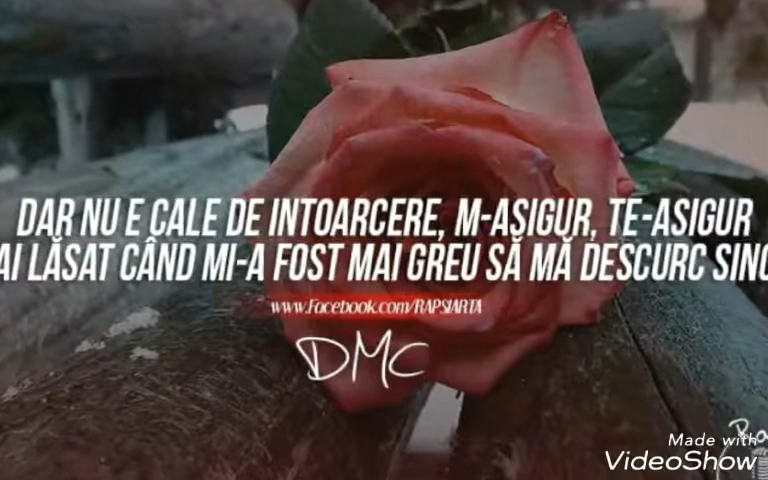 DAR NU E CALE DE INTOARCERE, M-ASIGUR, TE-ASIGUR
AI LĂSAT CÂND MI-A FOST MAI GREU SĂ MĂ DESCURC SING
www.Facebook.com/RAPSIARTA
DMC
Made with
VideoShow